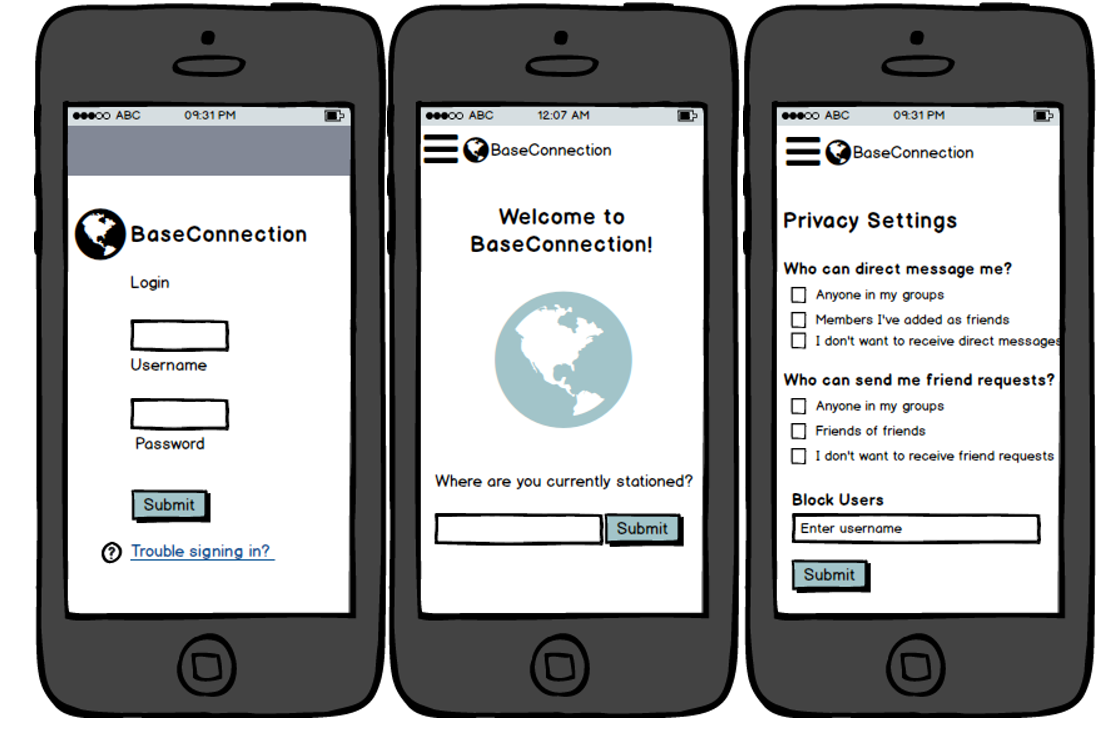 ABC 09:31 PM
BaseConnection
Login
Username
Password
Submit
? Trouble signing in?
ABC 12:07 AM
BaseConnection
Welcome to
BaseConnection!
Where are you currently stationed?
Submit
ABC 09:31 PM
BaseConnection
Privacy Settings
Who can direct message me?
Anyone in my groups
Members I've added as friends
I don't want to receive direct messages
Who can send me friend requests?
Anyone in my groups
Friends of friends
I don't want to receive friend requests
Block Users
Enter username
Submit